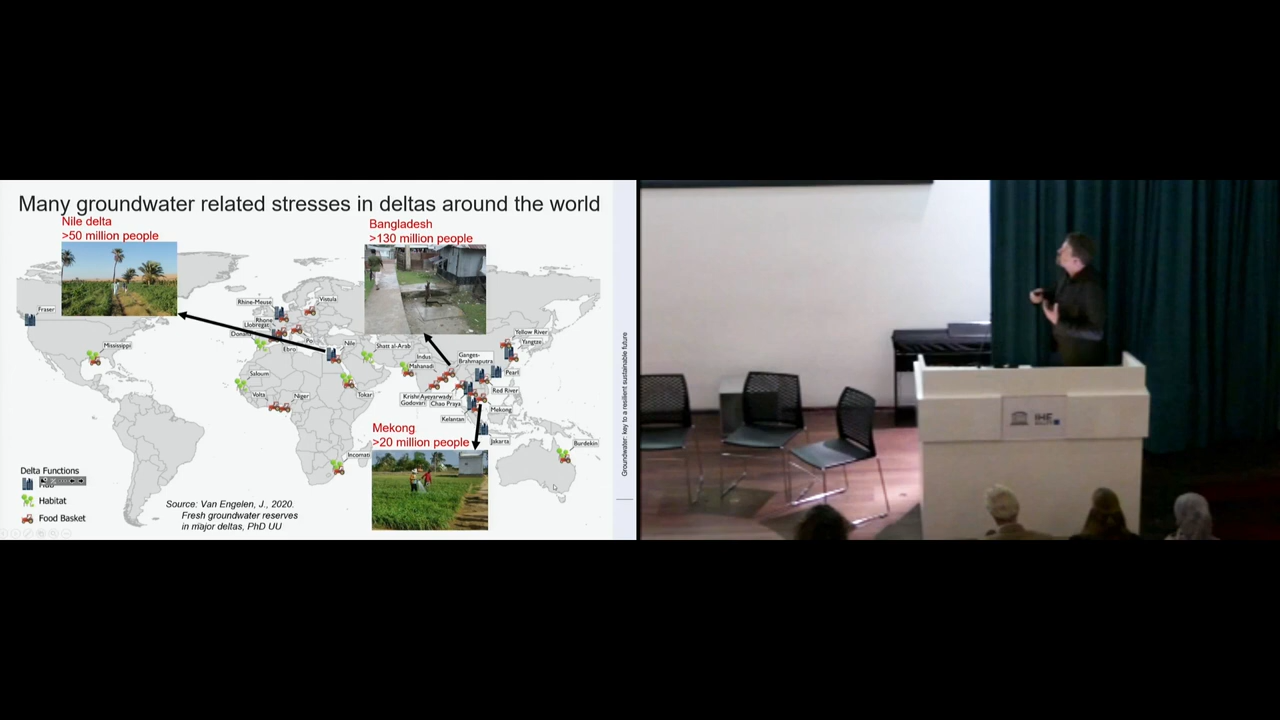 Many groundwater related stresses in deltas around the world
Nile delta
>50 million people
Bangladesh
>130 million people
Fraser
Mississippi
Rhine-Meuse
Vistula
Rhone
Llobregat
Ebro
Po
Nile
Shatt al-Arab
Indus
Mahanadi
Ganges-
Brahmaputra
Yellow River
Yangtze
Pearl
Red River
Saloum
Volta
Niger
Tokar
Ayeyarwady
Godovari
Chao Praya
Mekong
Kelantan
Jakarta
Burdekin
Incomati
Mekong
>20 million people
Delta Functions
Habitat
Food Basket
Source: Van Engelen, J., 2020.
Fresh groundwater reserves
in major deltas, PhD UU
Groundwater: key to a resilient sustainable future
IHE